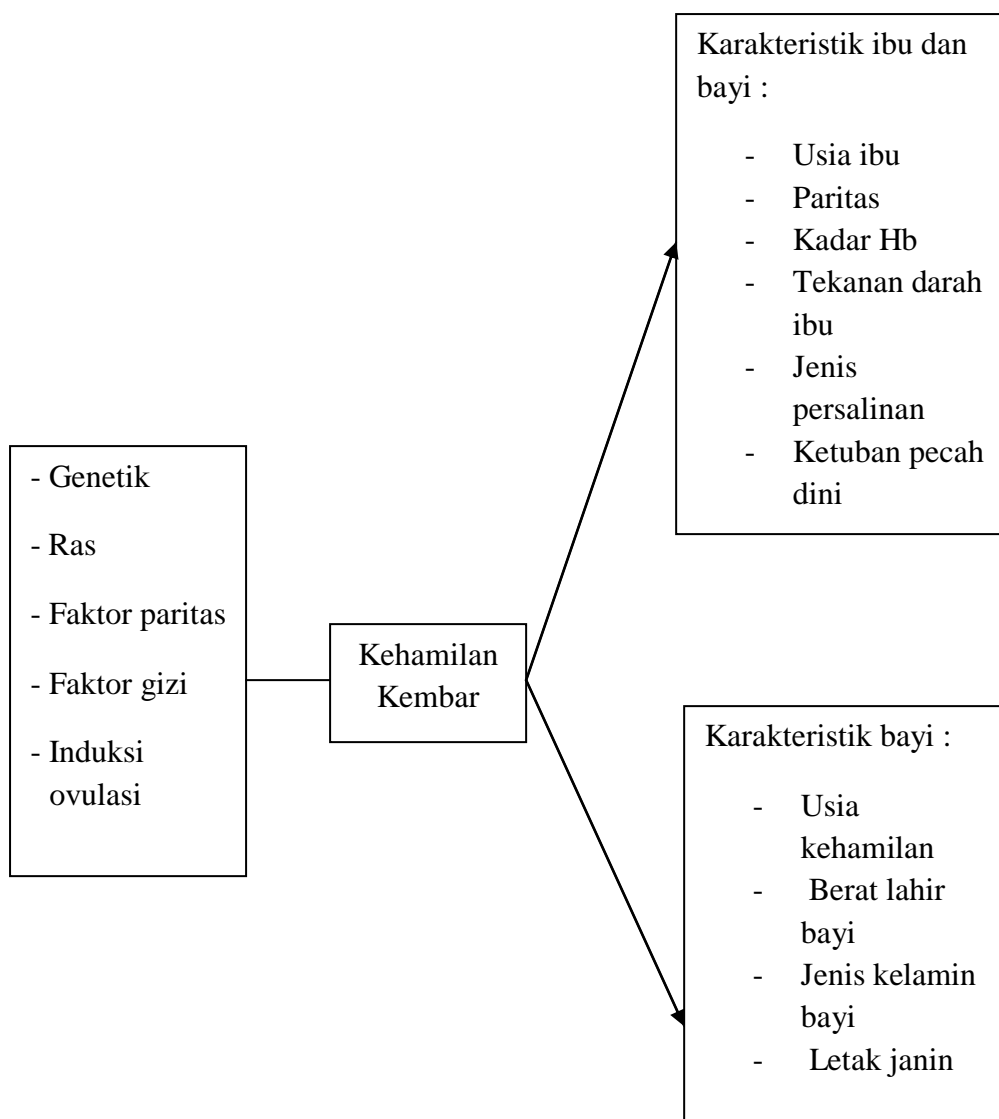 Karakteristik ibu dan
bayi :
- Usia ibu
- Paritas
- Kadar Hb
- Tekanan darah
ibu
- Jenis
persalinan
- Ketuban pecah
dini
- Genetik
- Ras
- Faktor paritas
- Faktor gizi
- Induksi
ovulasi
Kehamilan
Kembar
Karakteristik bayi :
- Usia
kehamilan
- Berat lahir
bayi
- Jenis kelamin
bayi
- Letak janin